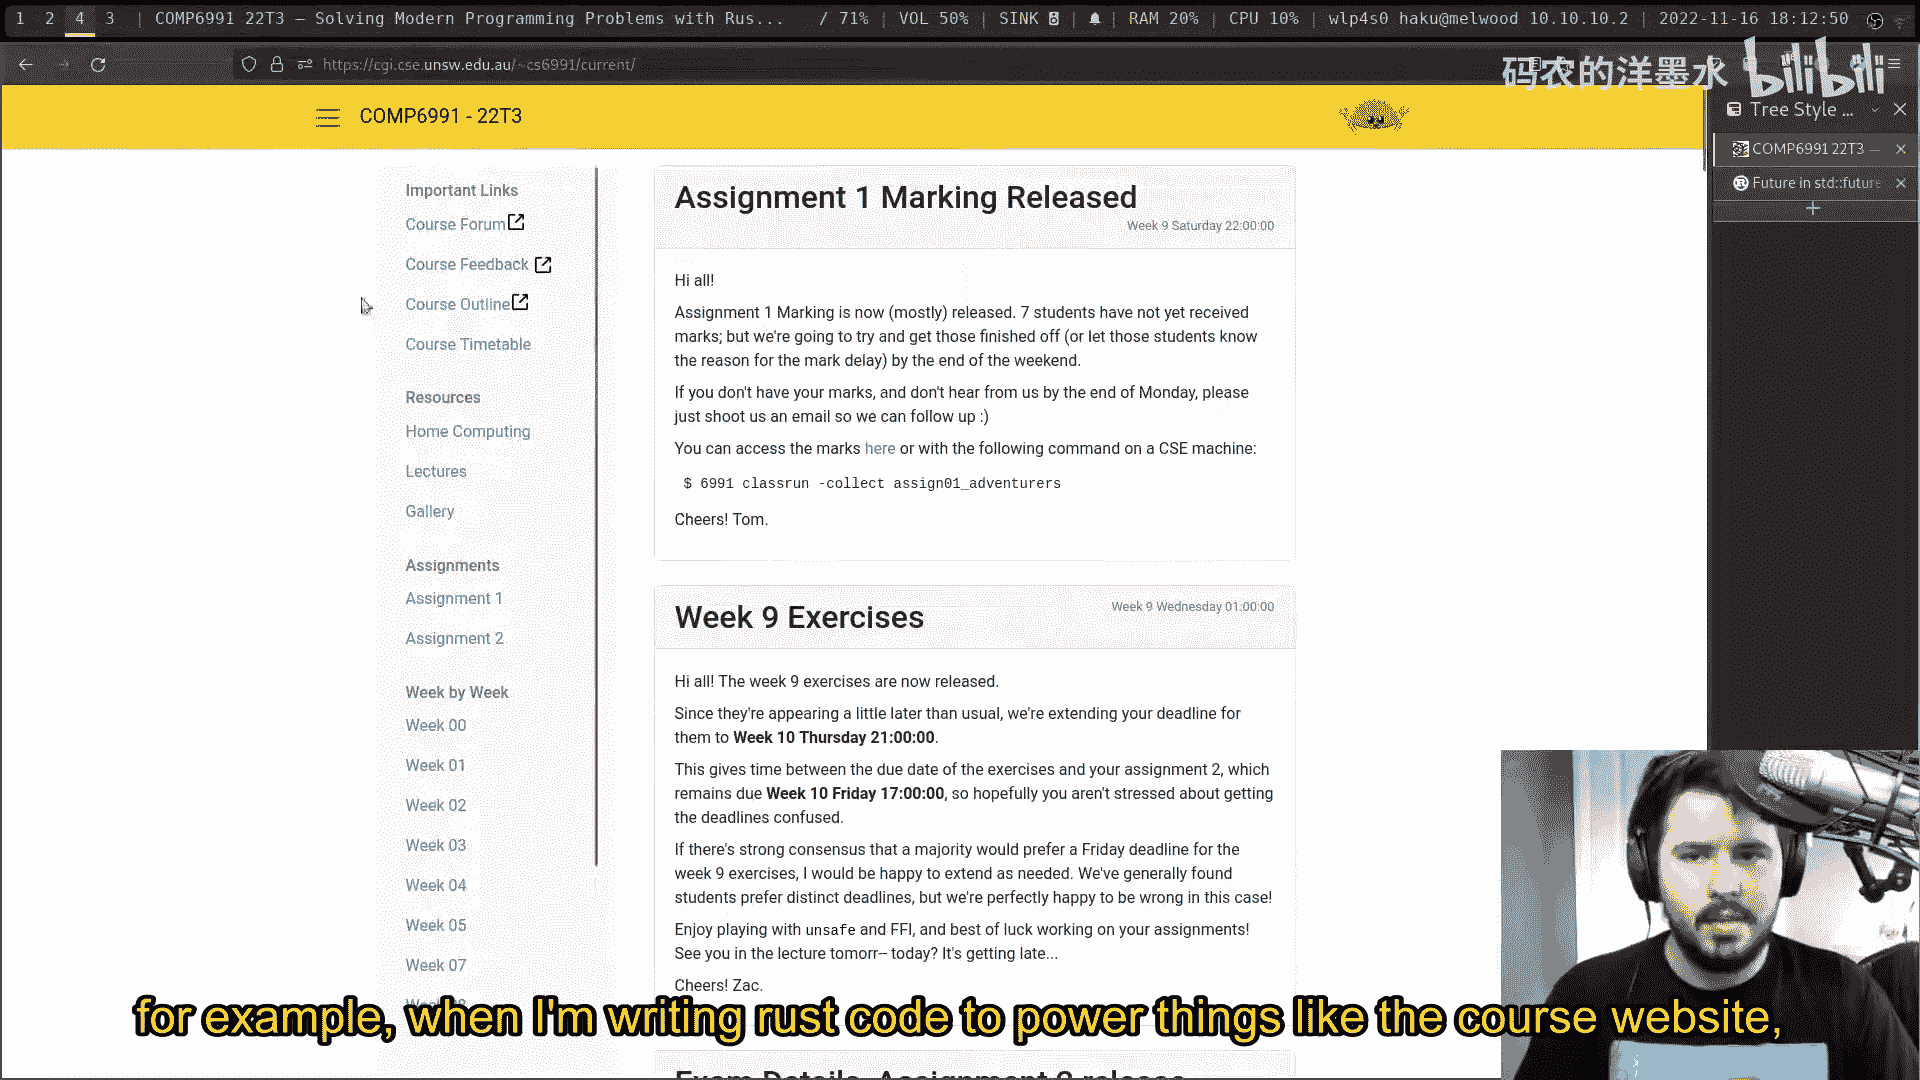 1 2 4 3 | COMP6991 22T3 – Solving Modern Programming Problems with Rus... / 71% | VOL 50% | SINK | | RAM 20% | CPU 10% | wlp4s0 haku@melwood 10.10.10.2 | 2022-11-16 18:12:50
https://cgi.cse.unsw.edu.au/~cs6991/current/
码农的洋墨水 bilibili
Tree Style ...
COMP6991 22T3 —
Future in std::future
COMP6991 - 22T3
Important Links
Course Forum
Course Feedback
Course Outline
Course Timetable
Resources
Home Computing
Lectures
Gallery
Assignments
Assignment 1
Assignment 2
Week by Week
Week 00
Week 01
Week 02
Week 03
Week 04
Week 05
Week 07
Assignment 1 Marking Released
Week 9 Saturday 22:00:00
Hi all!
Assignment 1 Marking is now (mostly) released. 7 students have not yet received
marks; but we're going to try and get those finished off (or let those students know
the reason for the mark delay) by the end of the weekend.
If you don't have your marks, and don't hear from us by the end of Monday, please
just shoot us an email so we can follow up :)
You can access the marks here or with the following command on a CSE machine:
$ 6991 classrun -collect assign01_adventurers
Cheers! Tom.
Week 9 Exercises
Week 9 Wednesday 01:00:00
Hi all! The week 9 exercises are now released.
Since they're appearing a little later than usual, we're extending your deadline for
them to Week 10 Thursday 21:00:00.
This gives time between the due date of the exercises and your assignment 2, which
remains due Week 10 Friday 17:00:00, so hopefully you aren't stressed about getting
the deadlines confused.
If there's strong consensus that a majority would prefer a Friday deadline for the
week 9 exercises, I would be happy to extend as needed. We've generally found
students prefer distinct deadlines, but we're perfectly happy to be wrong in this case!
Enjoy playing with unsafe and FFI, and best of luck working on your assignments!
See you in the lecture tomorr-- today? It's getting late...
Cheers! Zac.
for example, when I'm writing rust code to power things like the course website,